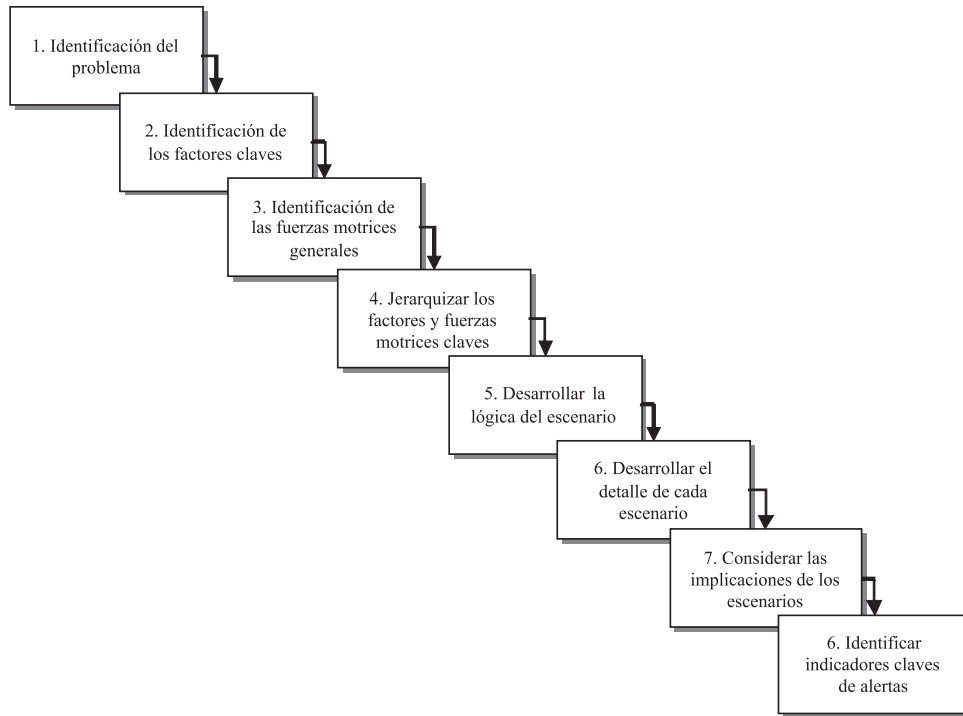 1. Identificación del
problema
2. Identificación de
los factores claves
3. Identificación de
las fuerzas motrices
generales
4. Jerarquizar los
factores y fuerzas
motrices claves
5. Desarrollar la
lógica del escenario
6. Desarrollar el
detalle de cada
escenario
7. Considerar las
implicaciones de los
escenarios
6. Identificar
indicadores claves
de alertas